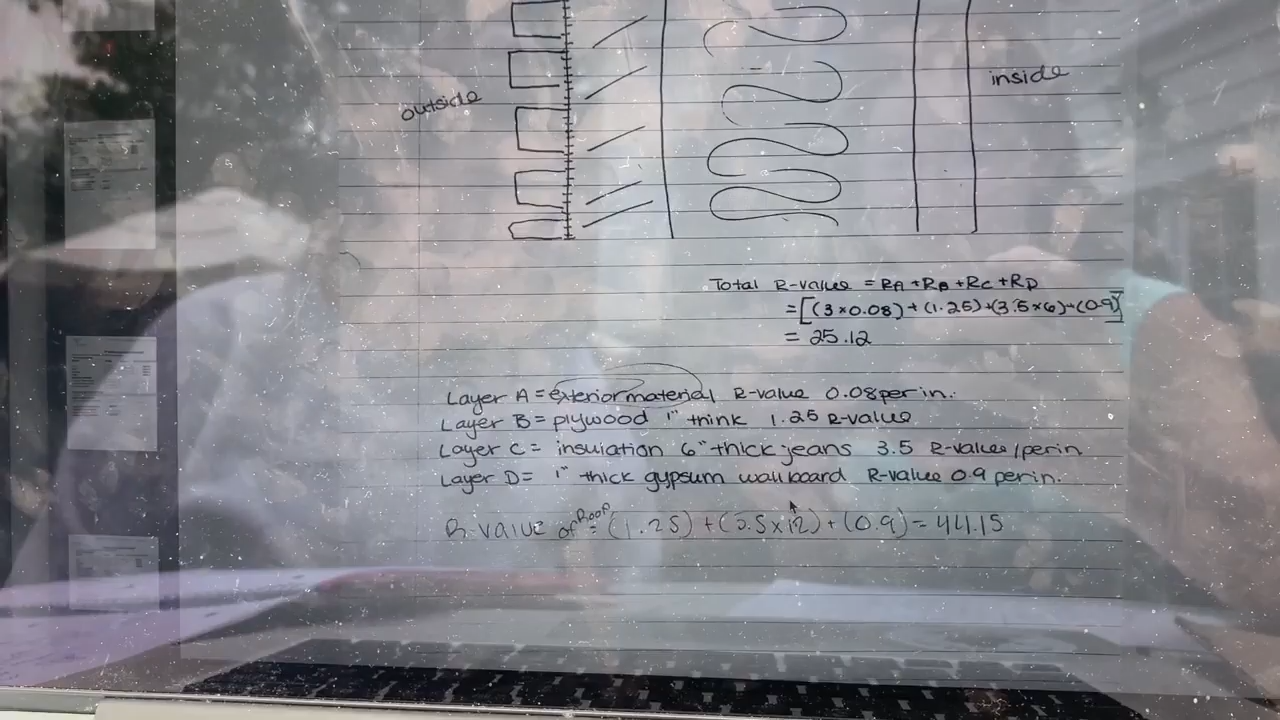 outside
inside
Total R-value = RA + RB + RC + RD
= [(3 x 0.08) + (1.25) + (3.5 x 6) + (0.9)]
= 25.12
Layer A = exterior material R-value 0.08 per in.
Layer B = plywood 1" think 1.25 R-value
Layer C = insulation 6" thick jeans 3.5 R-value/per in
Layer D = 1" thick gypsum wallboard R-value 0.9 per in.
R-value of Roof = (1.25) + (3.5 x 12) + (0.9) = 44.15